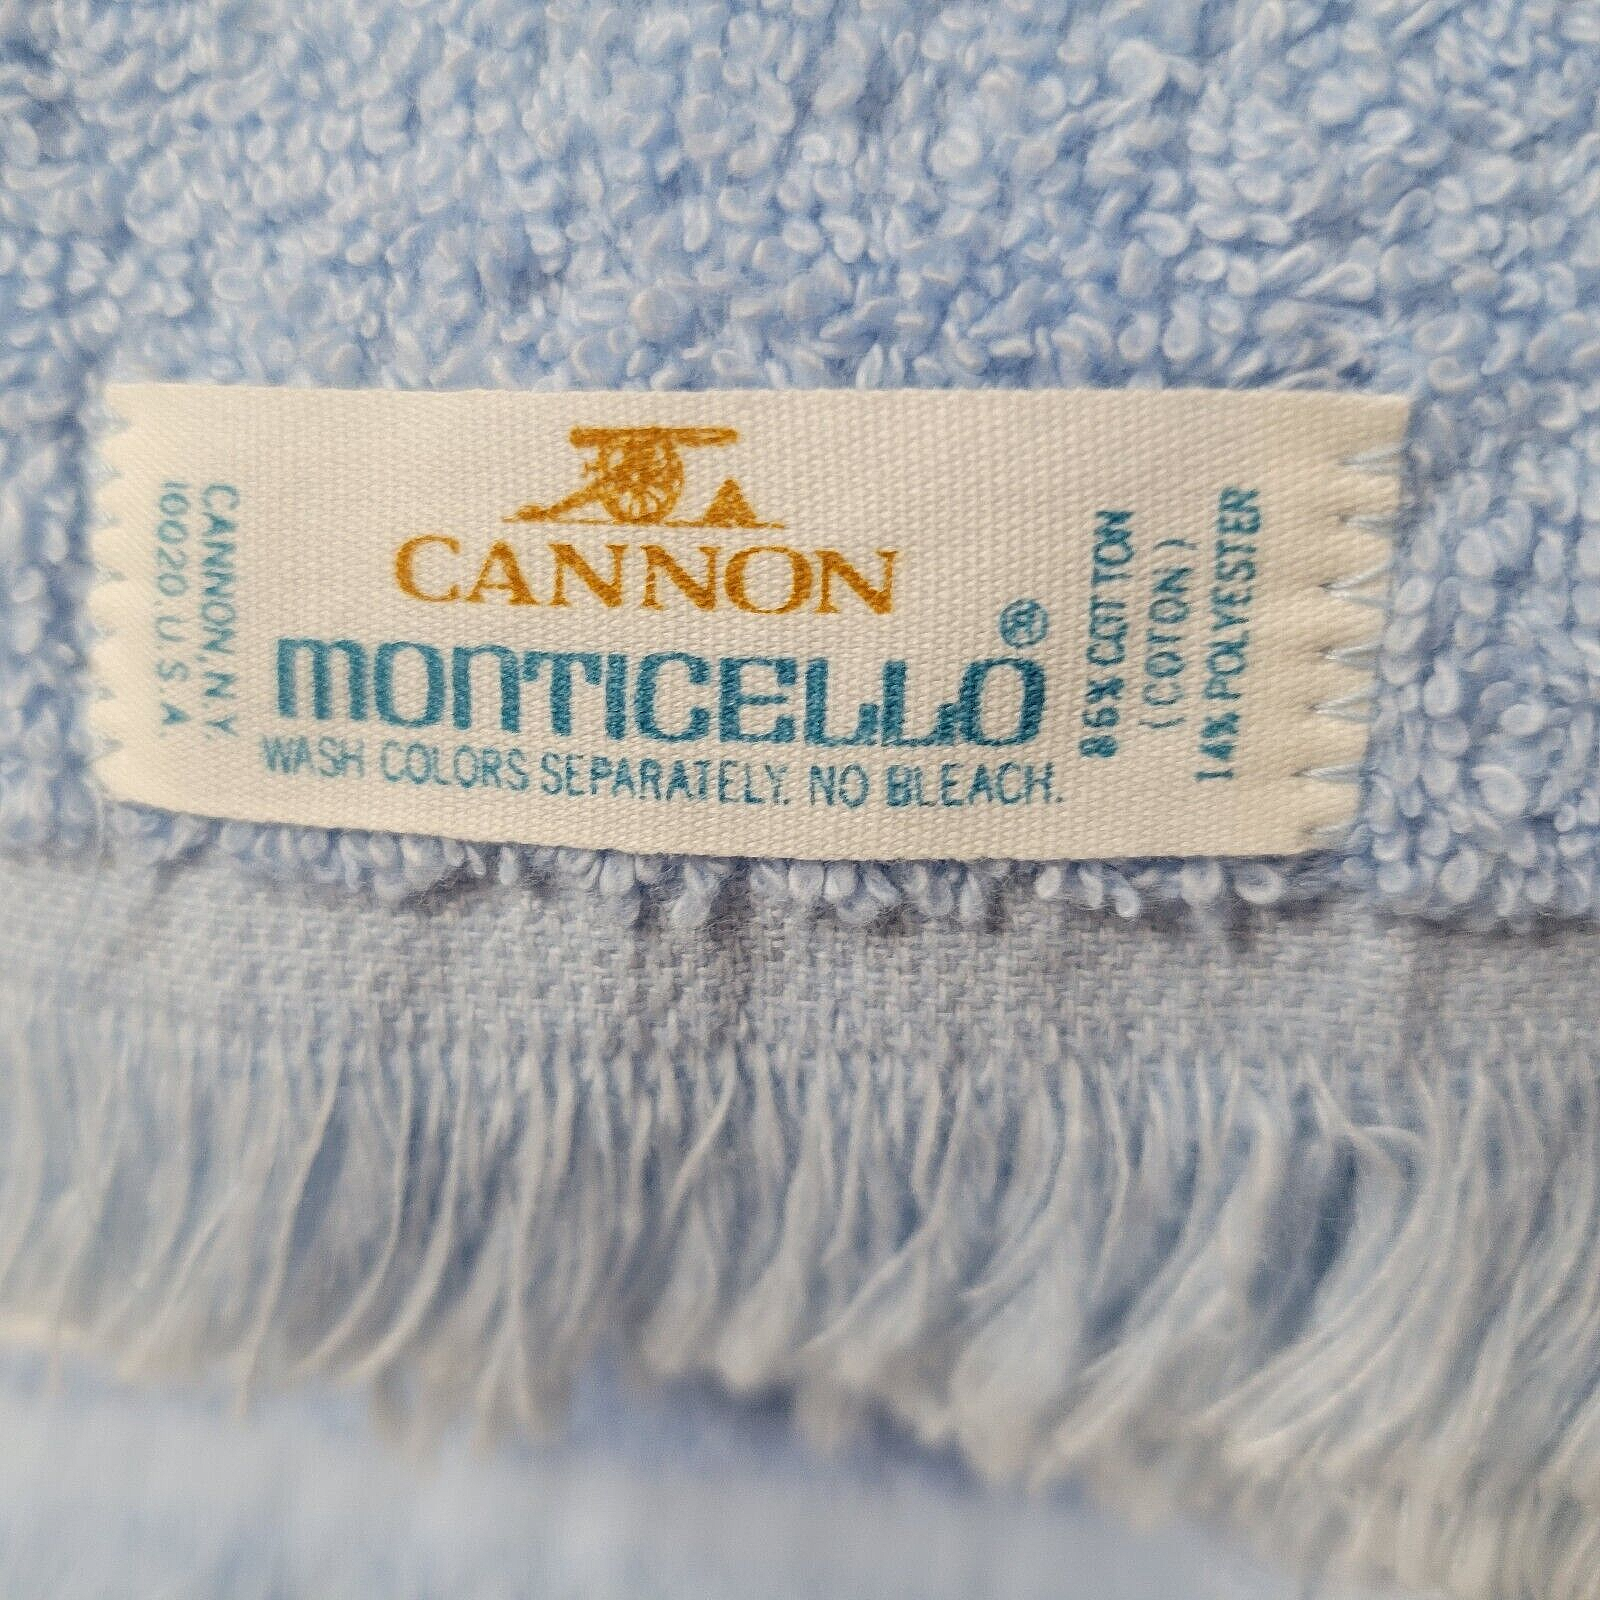 CANNON, N.Y.
10020. U.S.A.
CANNON
MONTICELLO®
WASH COLORS SEPARATELY. NO BLEACH.
86% COTTON
(COTON)
14% POLYESTER